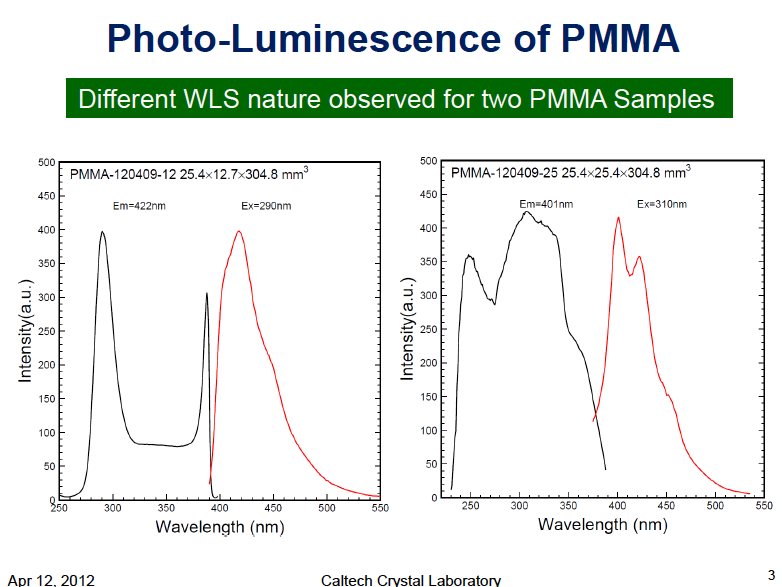 Photo-Luminescence of PMMA
Different WLS nature observed for two PMMA Samples
PMMA-120409-12 25.4×12.7×304.8 mm³
Em=422nm Ex=290nm
Intensity(a.u.)
500
450
400
350
300
250
200
150
100
50
0
250 300 350 400 450 500 550
Wavelength (nm)
PMMA-120409-25 25.4×25.4×304.8 mm³
Em=401nm Ex=310nm
Intensity(a.u.)
500
450
400
350
300
250
200
150
100
50
0
250 300 350 400 450 500 550
Wavelength (nm)
Apr 12, 2012 Caltech Crystal Laboratory 3